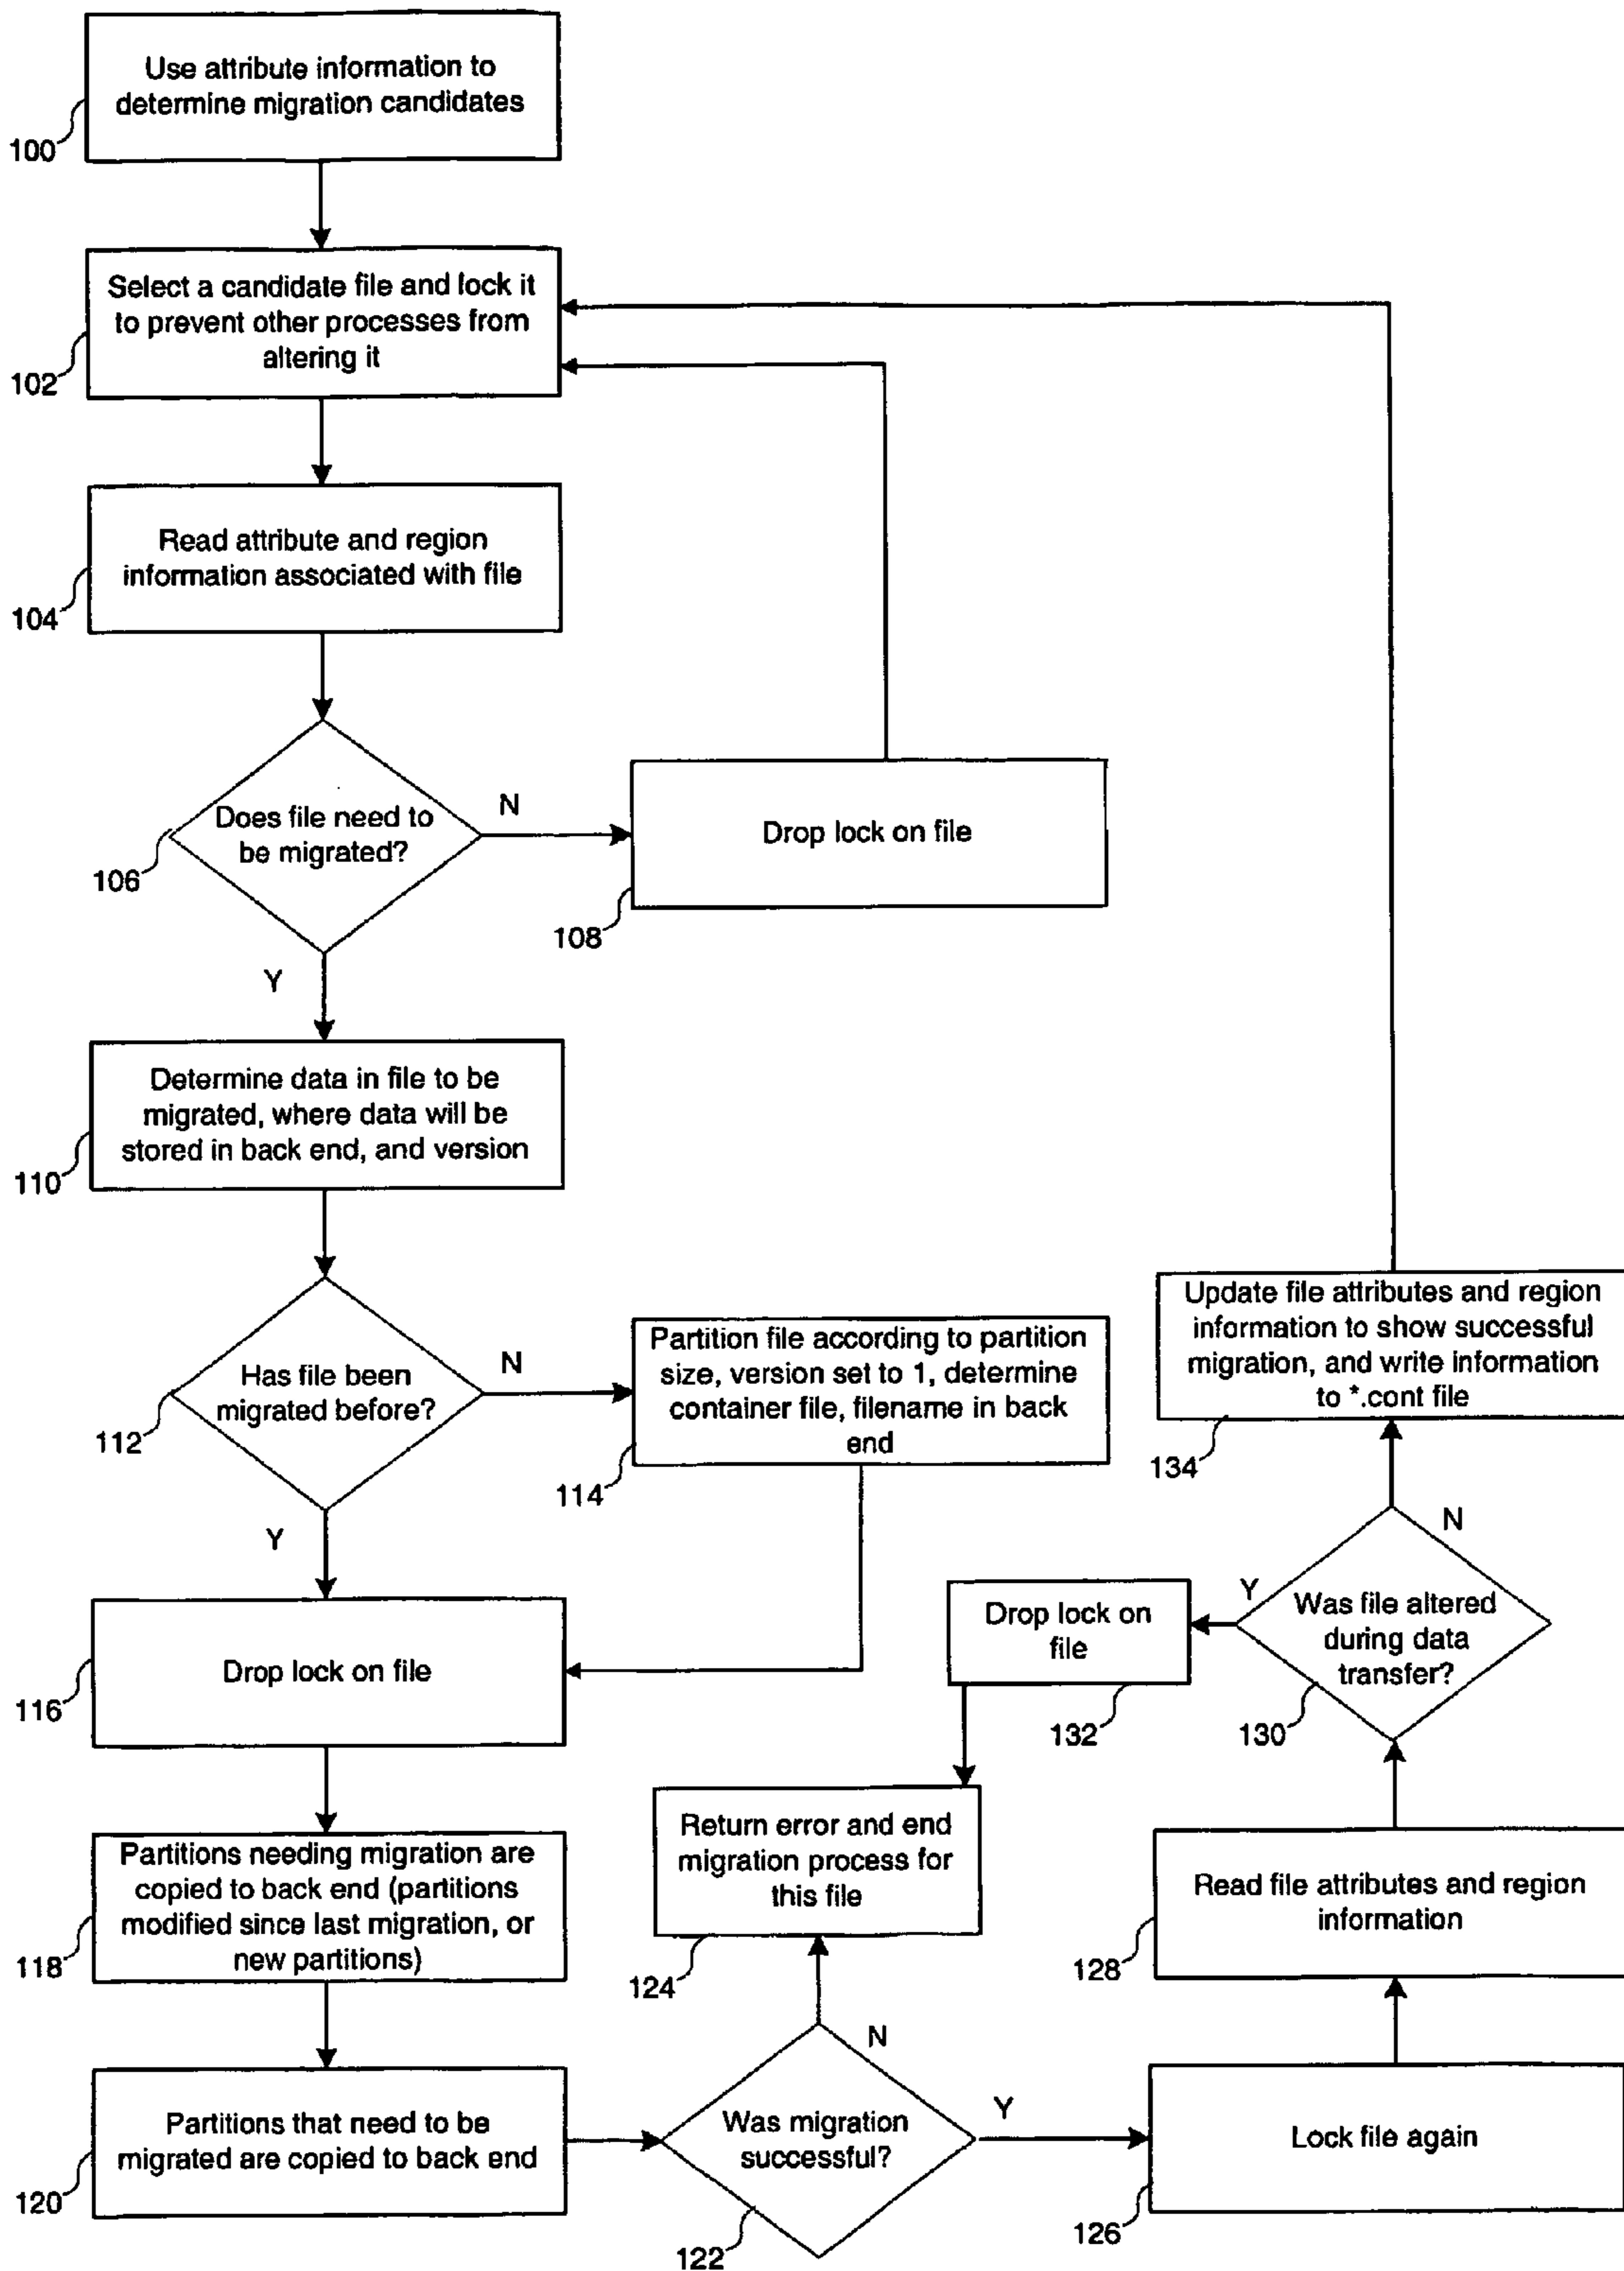 Use attribute information to
determine migration candidates
100
Select a candidate file and lock it
to prevent other processes from
altering it
102
Read attribute and region
information associated with file
104
Does file need to
be migrated?
106
N
Drop lock on file
108
Y
Determine data in file to be
migrated, where data will be
stored in back end, and version
110
Has file been
migrated before?
112
N
Partition file according to partition
size, version set to 1, determine
container file, filename in back
end
114
Y
Drop lock on file
116
Partitions needing migration are
copied to back end (partitions
modified since last migration, or
new partitions)
118
Partitions that need to be
migrated are copied to back end
120
Was migration
successful?
122
N
Return error and end
migration process for
this file
124
Y
Lock file again
126
Read file attributes and region
information
128
Was file altered
during data
transfer?
130
Y
Drop lock on
file
132
N
Update file attributes and region
information to show successful
migration, and write information
to *.cont file
134